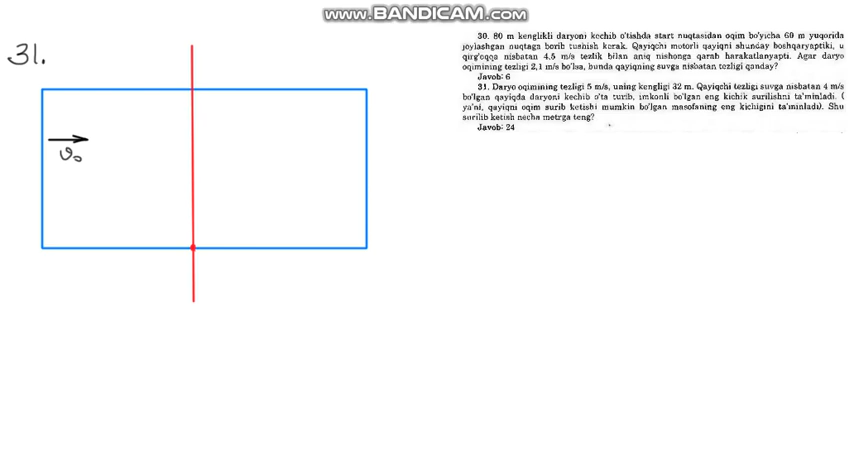 www.BANDICAM.com
30. 80 m kenglikli daryoni kechib o'tishda start nuqtasidan oqim bo'yicha 60 m yuqorida
joylashgan nuqtaga borib tushish kerak. Qayiqchi motorli qayiqni shunday boshqaryaptiki, u
qirg'oqqa nisbatan 4,5 m/s tezlik bilan aniq nishonga qarab harakatlanyapti. Agar daryo
oqimining tezligi 2,1 m/s bo'lsa, bunda qayiqning suvga nisbatan tezligi qanday?
Javob: 6
31. Daryo oqimining tezligi 5 m/s, uning kengligi 32 m. Qayiqchi tezligi suvga nisbatan 4 m/s
bo'lgan qayiqda daryoni kechib o'ta turib, imkonli bo'lgan eng kichik surilishni ta'minladi. (
ya'ni, qayiqni oqim surib ketishi mumkin bo'lgan masofaning eng kichigini ta'minladi). Shu
surilib ketish necha metrga teng?
Javob: 24
31.
υ₀